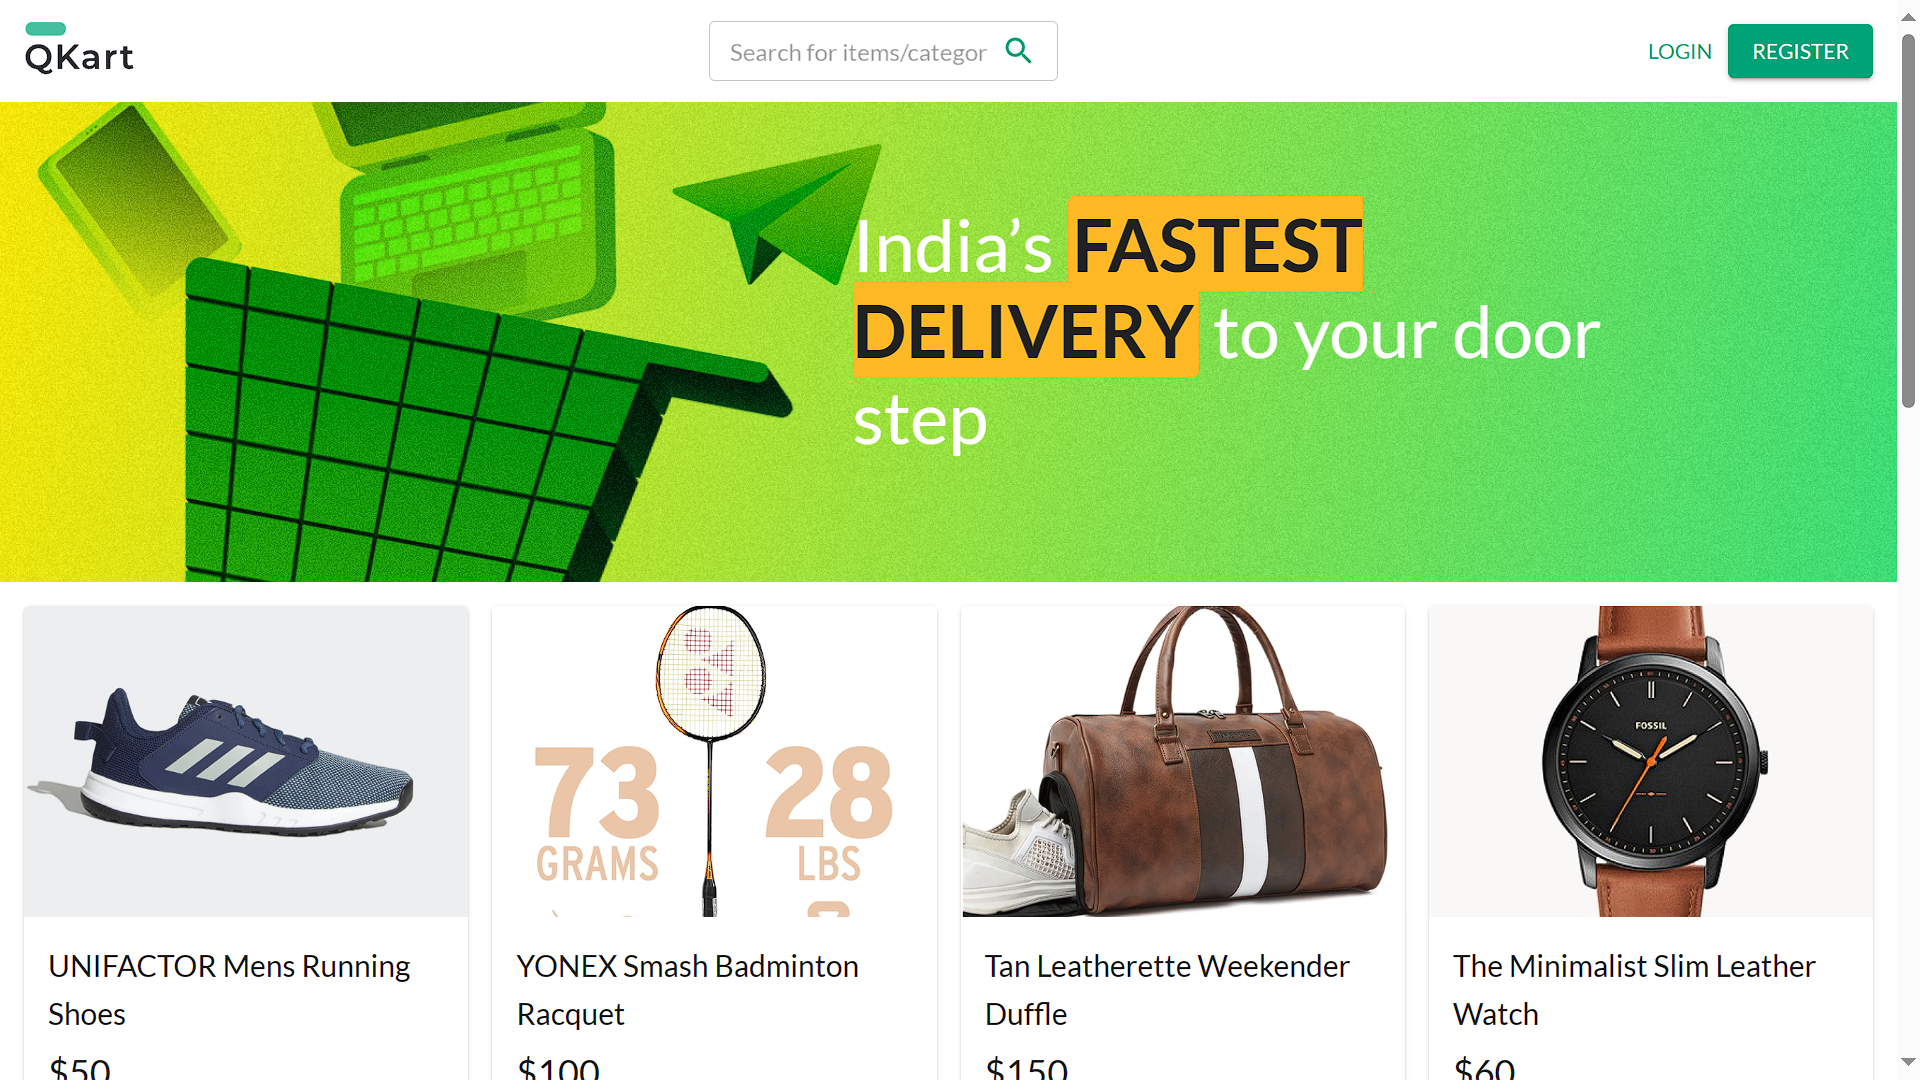 QKart
Search for items/categor
LOGIN
REGISTER
India’s FASTEST
DELIVERY to your door
step
73
GRAMS
28
LBS
FOSSIL
UNIFACTOR Mens Running
Shoes
$50
YONEX Smash Badminton
Racquet
$100
Tan Leatherette Weekender
Duffle
$150
The Minimalist Slim Leather
Watch
$60